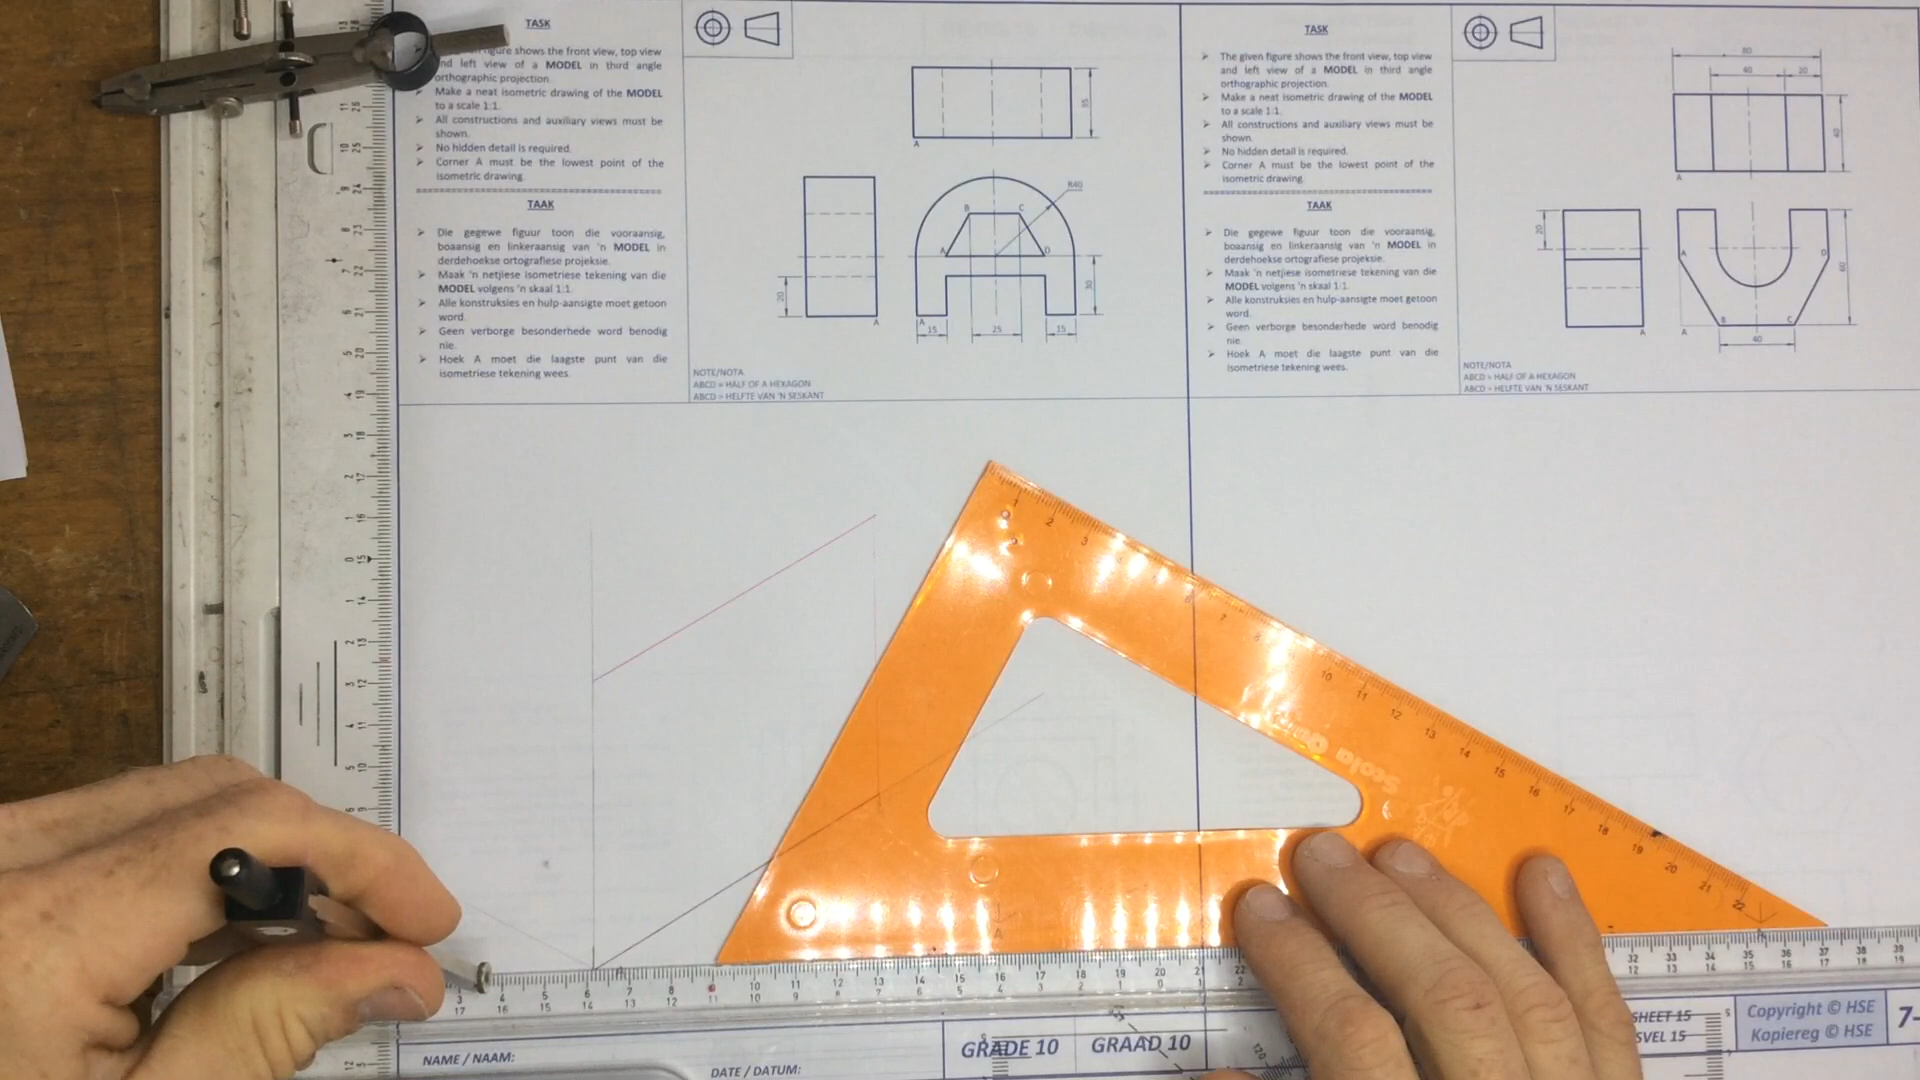 TASK
figure shows the front view, top view
and left view of a MODEL in third angle
orthographic projection.
Make a neat isometric drawing of the MODEL
to a scale 1:1.
All constructions and auxiliary views must be
shown.
No hidden detail is required.
Corner A must be the lowest point of the
isometric drawing.
TAAK
Die gegewe figuur toon die vooraansig,
boaansig en linkeraansig van 'n MODEL in
derdehoekse ortografiese projeksie.
Maak 'n netjiese isometriese tekening van die
MODEL volgens 'n skaal 1:1.
Alle konstruksies en hulp-aansigte moet getoon
word.
Geen verborge besonderhede word benodig
nie.
Hoek A moet die laagste punt van die
isometriese tekening wees.
35
A
R40
B
C
A
D
20
30
A
A
15
25
15
NOTE/NOTA
ABCD = HALF OF A HEXAGON
ABCD = HELFTE VAN 'N SESKANT
TASK
The given figure shows the front view, top view
and left view of a MODEL in third angle
orthographic projection.
Make a neat isometric drawing of the MODEL
to a scale 1:1.
All constructions and auxiliary views must be
shown.
No hidden detail is required.
Corner A must be the lowest point of the
isometric drawing.
TAAK
Die gegewe figuur toon die vooraansig,
boaansig en linkeraansig van 'n MODEL in
derdehoekse ortografiese projeksie.
Maak 'n netjiese isometriese tekening van die
MODEL volgens 'n skaal 1:1.
Alle konstruksies en hulp-aansigte moet getoon
word.
Geen verborge besonderhede word benodig
nie.
Hoek A moet die laagste punt van die
isometriese tekening wees.
80
40
20
40
A
20
A
D
60
A
A
B
C
40
NOTE/NOTA
ABCD = HALF OF A HEXAGON
ABCD = HELFTE VAN 'N SESKANT
Scola
A
NAME / NAAM:
DATE / DATUM:
GRADE 10
GRAAD 10
SHEET 15
SVEL 15
Copyright © HSE
Kopiereg © HSE
7-